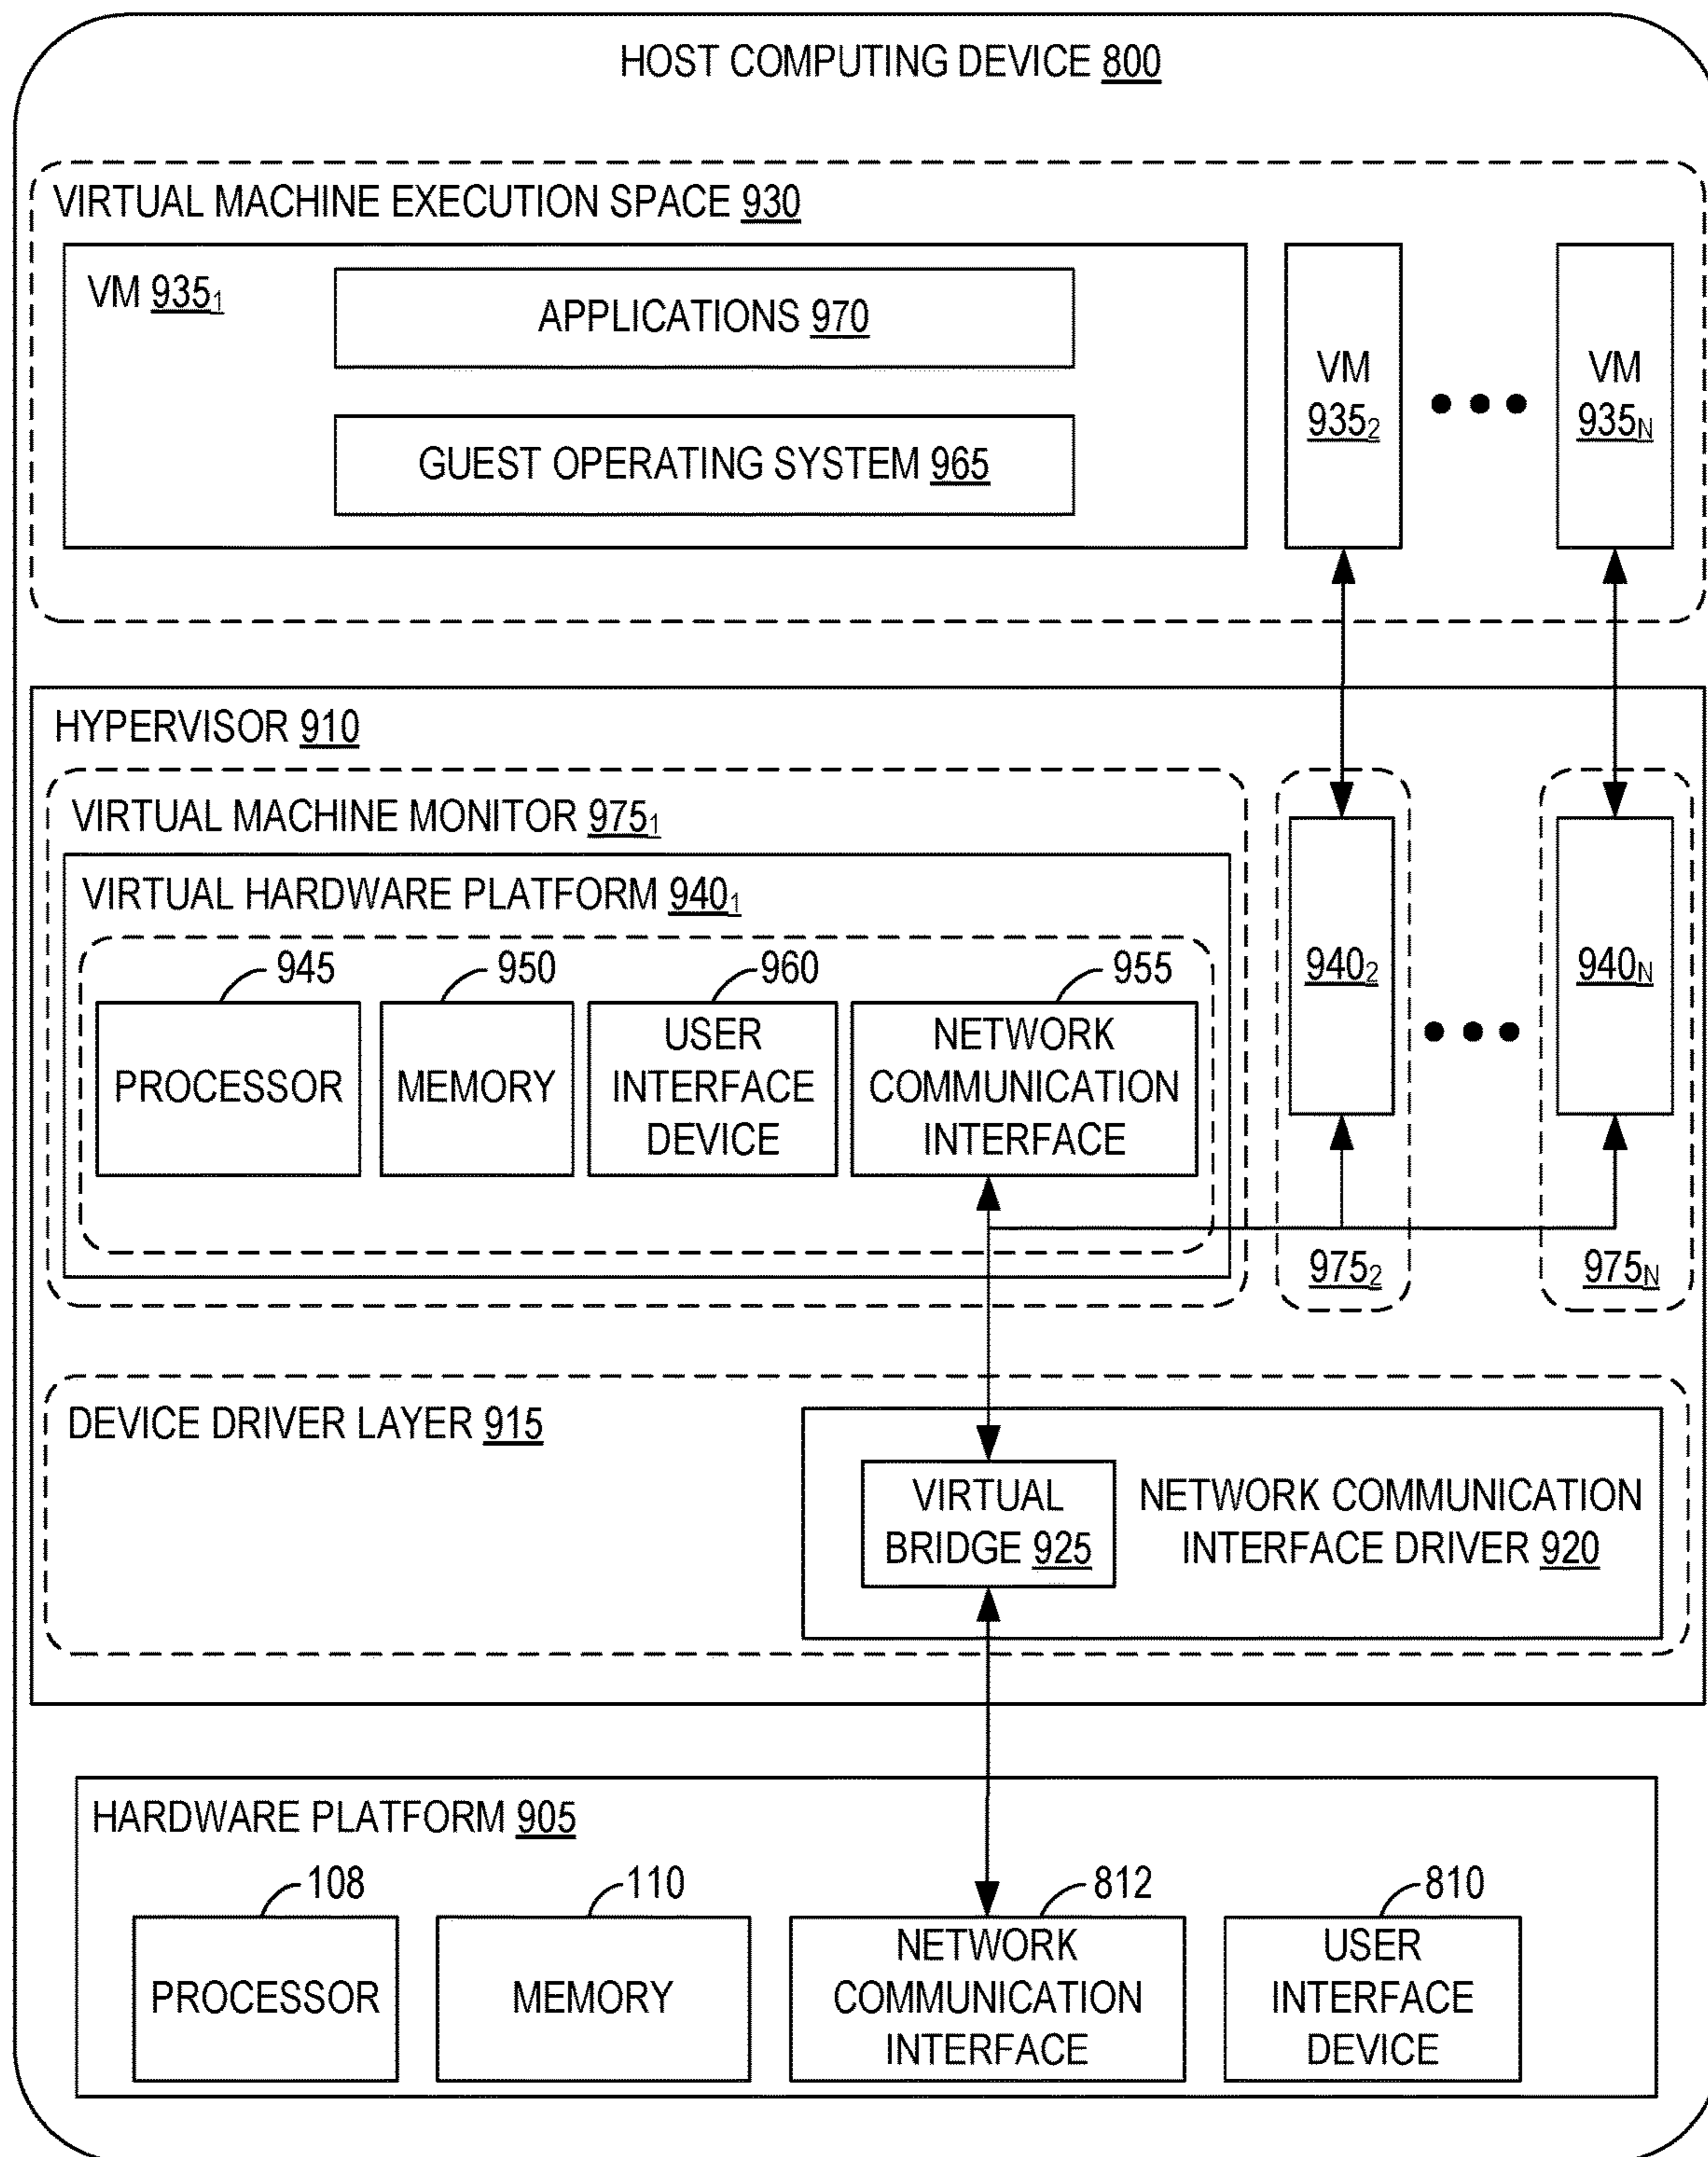 HOST COMPUTING DEVICE 800
VIRTUAL MACHINE EXECUTION SPACE 930
VM 935₁
APPLICATIONS 970
GUEST OPERATING SYSTEM 965
VM
935₂
VM
935ₙ
HYPERVISOR 910
VIRTUAL MACHINE MONITOR 975₁
VIRTUAL HARDWARE PLATFORM 940₁
945
PROCESSOR
950
MEMORY
960
USER
INTERFACE
DEVICE
955
NETWORK
COMMUNICATION
INTERFACE
940₂
940ₙ
975₂
975ₙ
DEVICE DRIVER LAYER 915
VIRTUAL
BRIDGE 925
NETWORK COMMUNICATION
INTERFACE DRIVER 920
HARDWARE PLATFORM 905
108
PROCESSOR
110
MEMORY
812
NETWORK
COMMUNICATION
INTERFACE
810
USER
INTERFACE
DEVICE